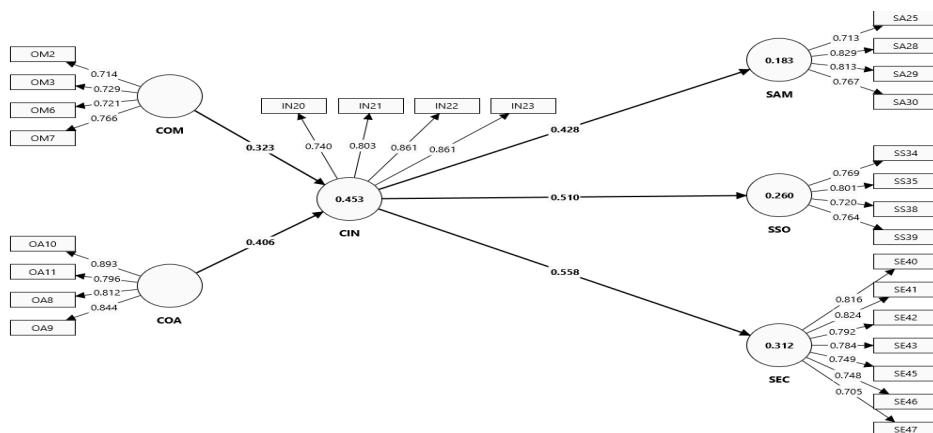 OM2
OM3
OM6
OM7
0.714
0.729
0.721
0.766
COM
0.323
OA10
OA11
OA8
OA9
0.893
0.796
0.812
0.844
COA
0.406
IN20
IN21
IN22
IN23
0.740
0.803
0.861
0.861
0.453
CIN
0.428
0.510
0.558
0.183
SAM
0.713
0.829
0.813
0.767
SA25
SA28
SA29
SA30
0.260
SSO
0.769
0.801
0.720
0.764
SS34
SS35
SS38
SS39
0.312
SEC
0.816
0.824
0.792
0.784
0.749
0.748
0.705
SE40
SE41
SE42
SE43
SE45
SE46
SE47